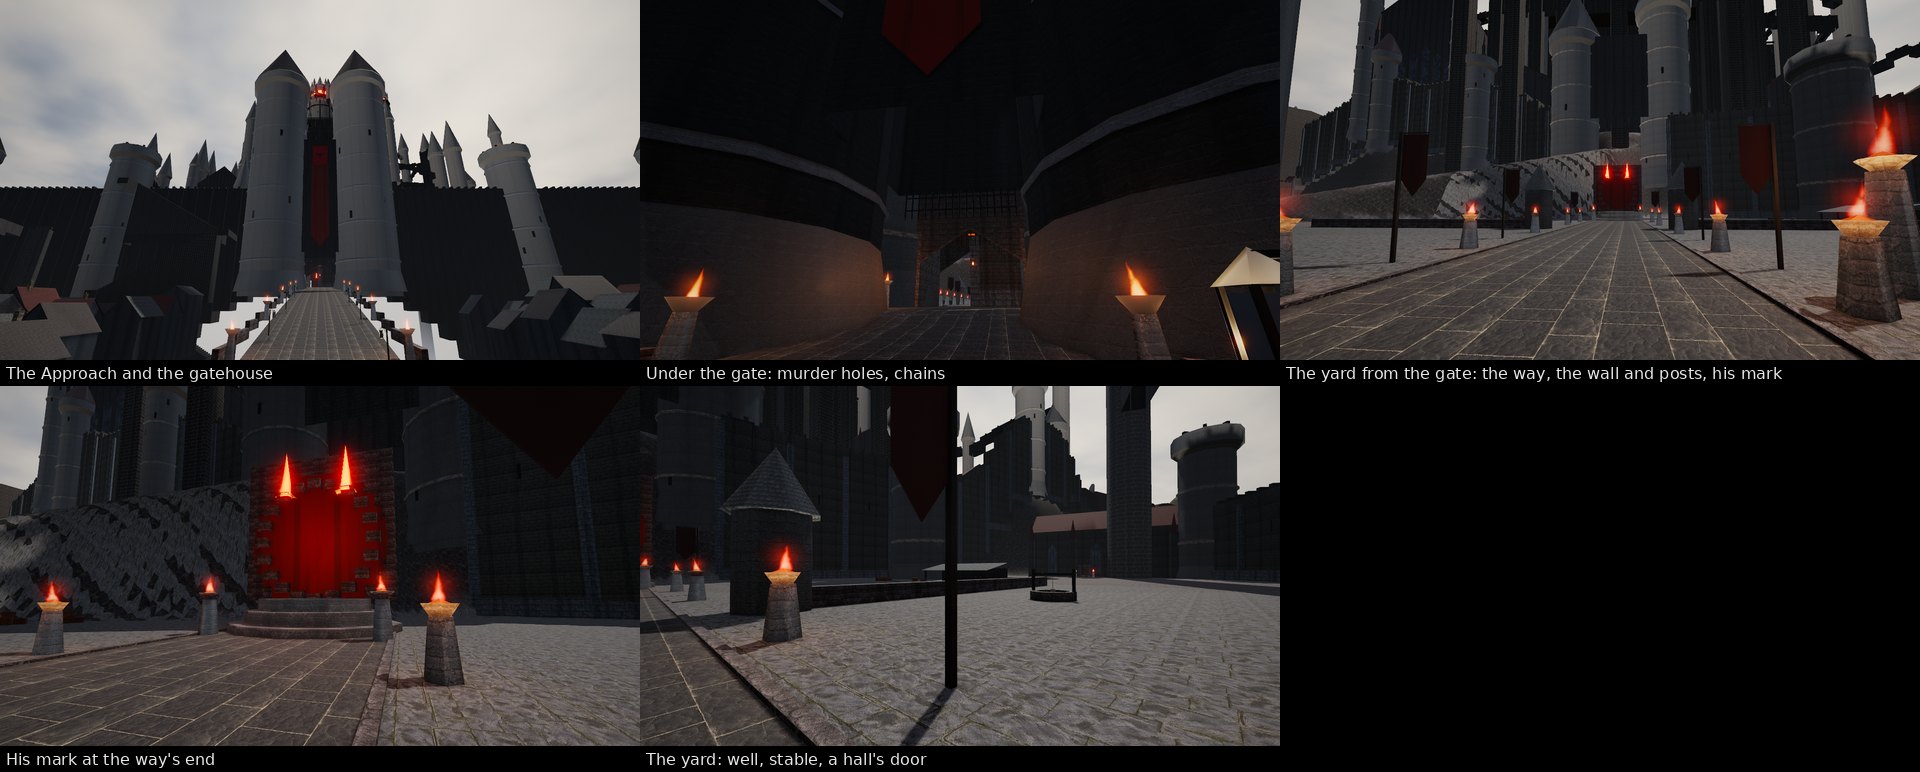 The Approach and the gatehouse
Under the gate: murder holes, chains
The yard from the gate: the way, the wall and posts, his mark
His mark at the way's end
The yard: well, stable, a hall's door